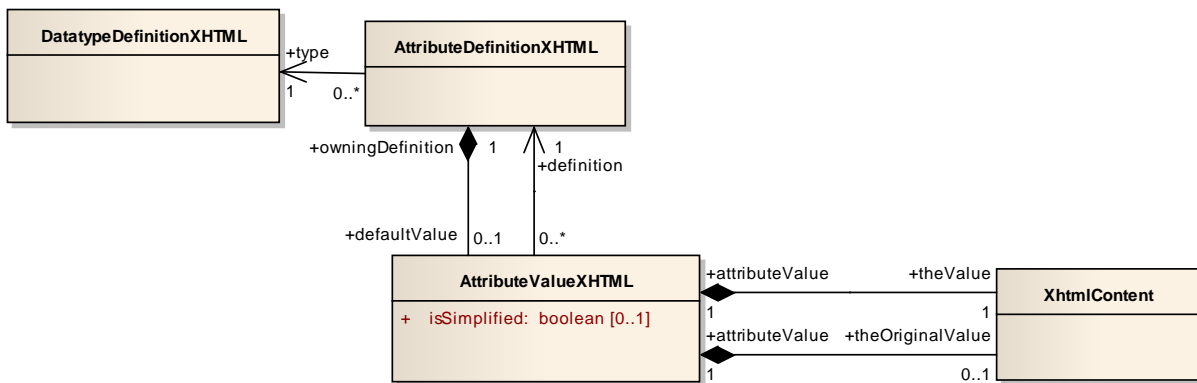 DatatypeDefinitionXHTML
AttributeDefinitionXHTML
+type
1
0..*
+owningDefinition
1
1
+definition
+defaultValue
0..1
0..*
AttributeValueXHTML
+ isSimplified: boolean [0..1]
+attributeValue
+theValue
1
1
+attributeValue
+theOriginalValue
1
0..1
XhtmlContent